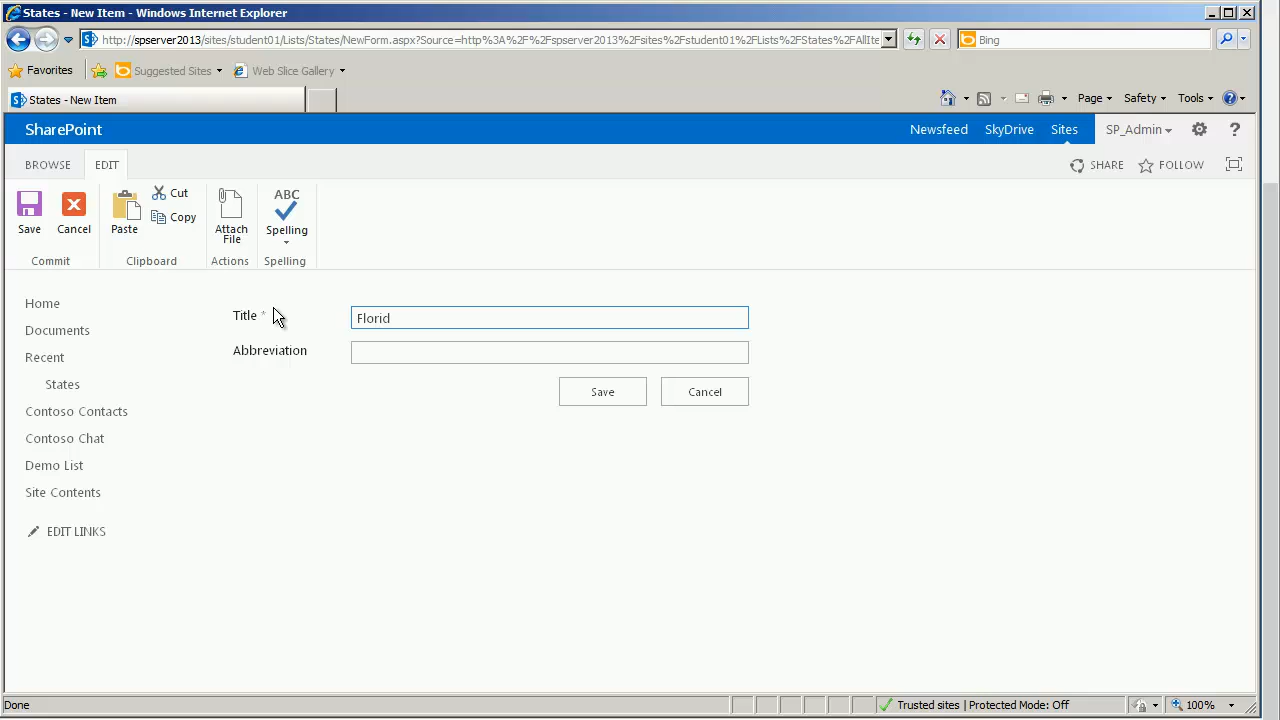 States - New Item - Windows Internet Explorer
http://spserver2013/sites/student01/Lists/States/NewForm.aspx?Source=http%3A%2F%2Fspserver2013%2Fsites%2Fstudent01%2FLists%2FStates%2FAllIte
Bing
Favorites
Suggested Sites
Web Slice Gallery
States - New Item
Page
Safety
Tools
SharePoint
Newsfeed
SkyDrive
Sites
SP_Admin
?
BROWSE
EDIT
SHARE
FOLLOW
Save
Cancel
Paste
Cut
Copy
Attach File
ABC
Spelling
Commit
Clipboard
Actions
Spelling
Home
Documents
Recent
States
Contoso Contacts
Contoso Chat
Demo List
Site Contents
EDIT LINKS
Title *
Florid
Abbreviation
Save
Cancel
Done
Trusted sites | Protected Mode: Off
100%